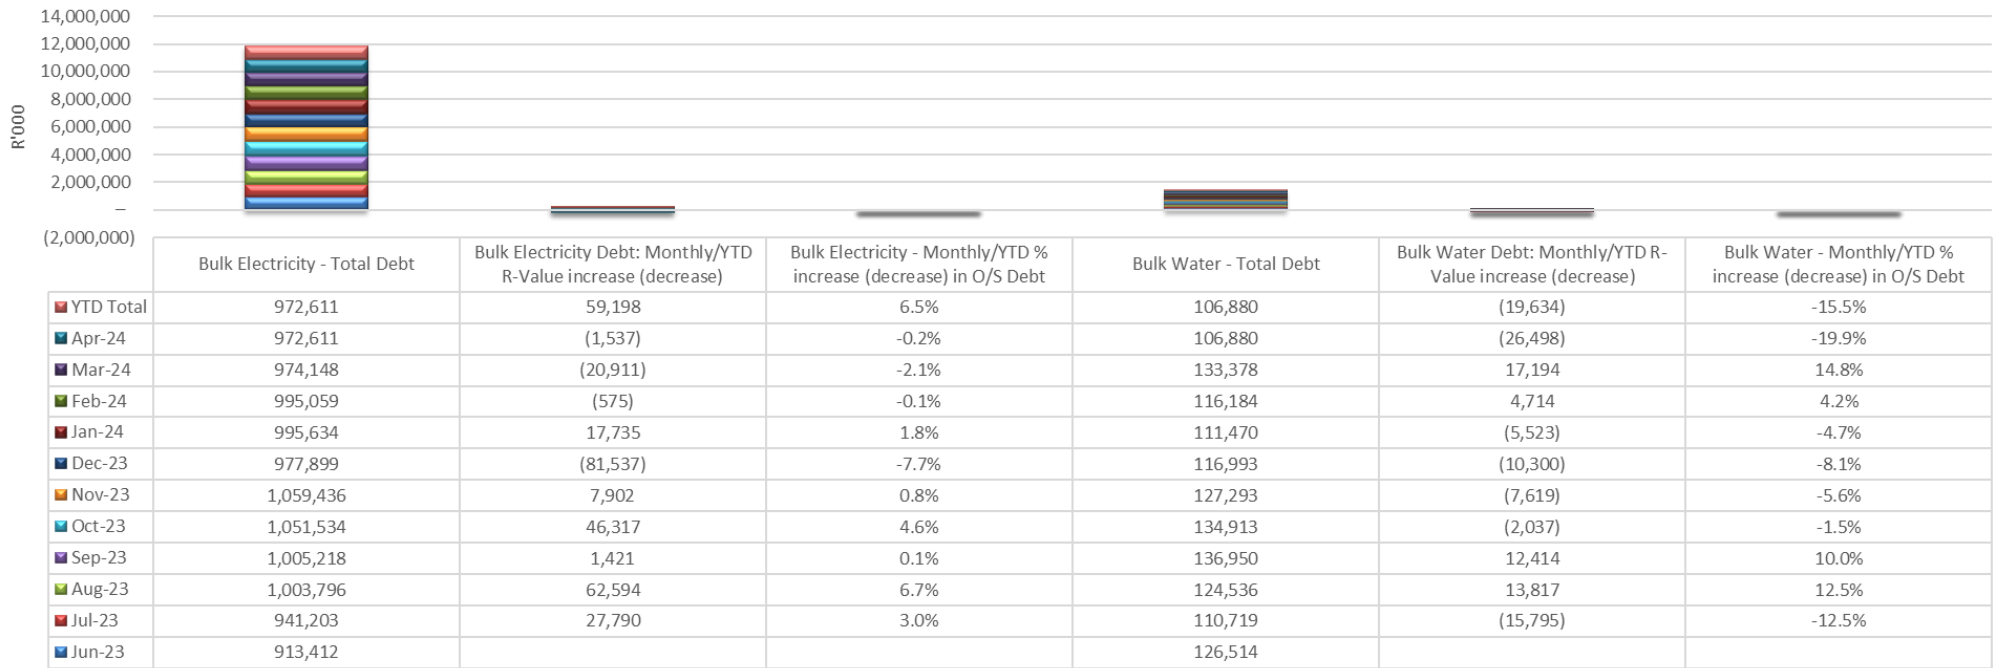 14,000,000
12,000,000
10,000,000
8,000,000
6,000,000
4,000,000
2,000,000
–
(2,000,000)
R'000
Bulk Electricity - Total Debt
Bulk Electricity Debt: Monthly/YTD
R-Value increase (decrease)
Bulk Electricity - Monthly/YTD %
increase (decrease) in O/S Debt
Bulk Water - Total Debt
Bulk Water Debt: Monthly/YTD R-
Value increase (decrease)
Bulk Water - Monthly/YTD %
increase (decrease) in O/S Debt
YTD Total 972,611 59,198 6.5% 106,880 (19,634) -15.5%
Apr-24 972,611 (1,537) -0.2% 106,880 (26,498) -19.9%
Mar-24 974,148 (20,911) -2.1% 133,378 17,194 14.8%
Feb-24 995,059 (575) -0.1% 116,184 4,714 4.2%
Jan-24 995,634 17,735 1.8% 111,470 (5,523) -4.7%
Dec-23 977,899 (81,537) -7.7% 116,993 (10,300) -8.1%
Nov-23 1,059,436 7,902 0.8% 127,293 (7,619) -5.6%
Oct-23 1,051,534 46,317 4.6% 134,913 (2,037) -1.5%
Sep-23 1,005,218 1,421 0.1% 136,950 12,414 10.0%
Aug-23 1,003,796 62,594 6.7% 124,536 13,817 12.5%
Jul-23 941,203 27,790 3.0% 110,719 (15,795) -12.5%
Jun-23 913,412 126,514